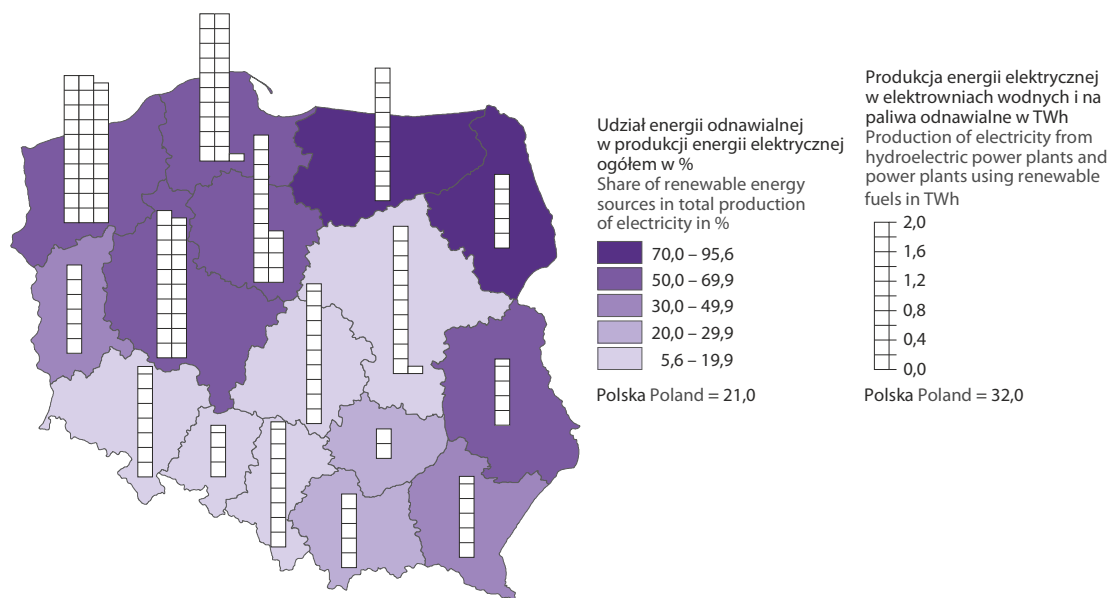 Udział energii odnawialnej
w produkcji energii elektrycznej
ogółem w %
Share of renewable energy
sources in total production
of electricity in %
70,0 – 95,6
50,0 – 69,9
30,0 – 49,9
20,0 – 29,9
5,6 – 19,9
Polska Poland = 21,0
Produkcja energii elektrycznej
w elektrowniach wodnych i na
paliwa odnawialne w TWh
Production of electricity from
hydroelectric power plants and
power plants using renewable
fuels in TWh
2,0
1,6
1,2
0,8
0,4
0,0
Polska Poland = 32,0